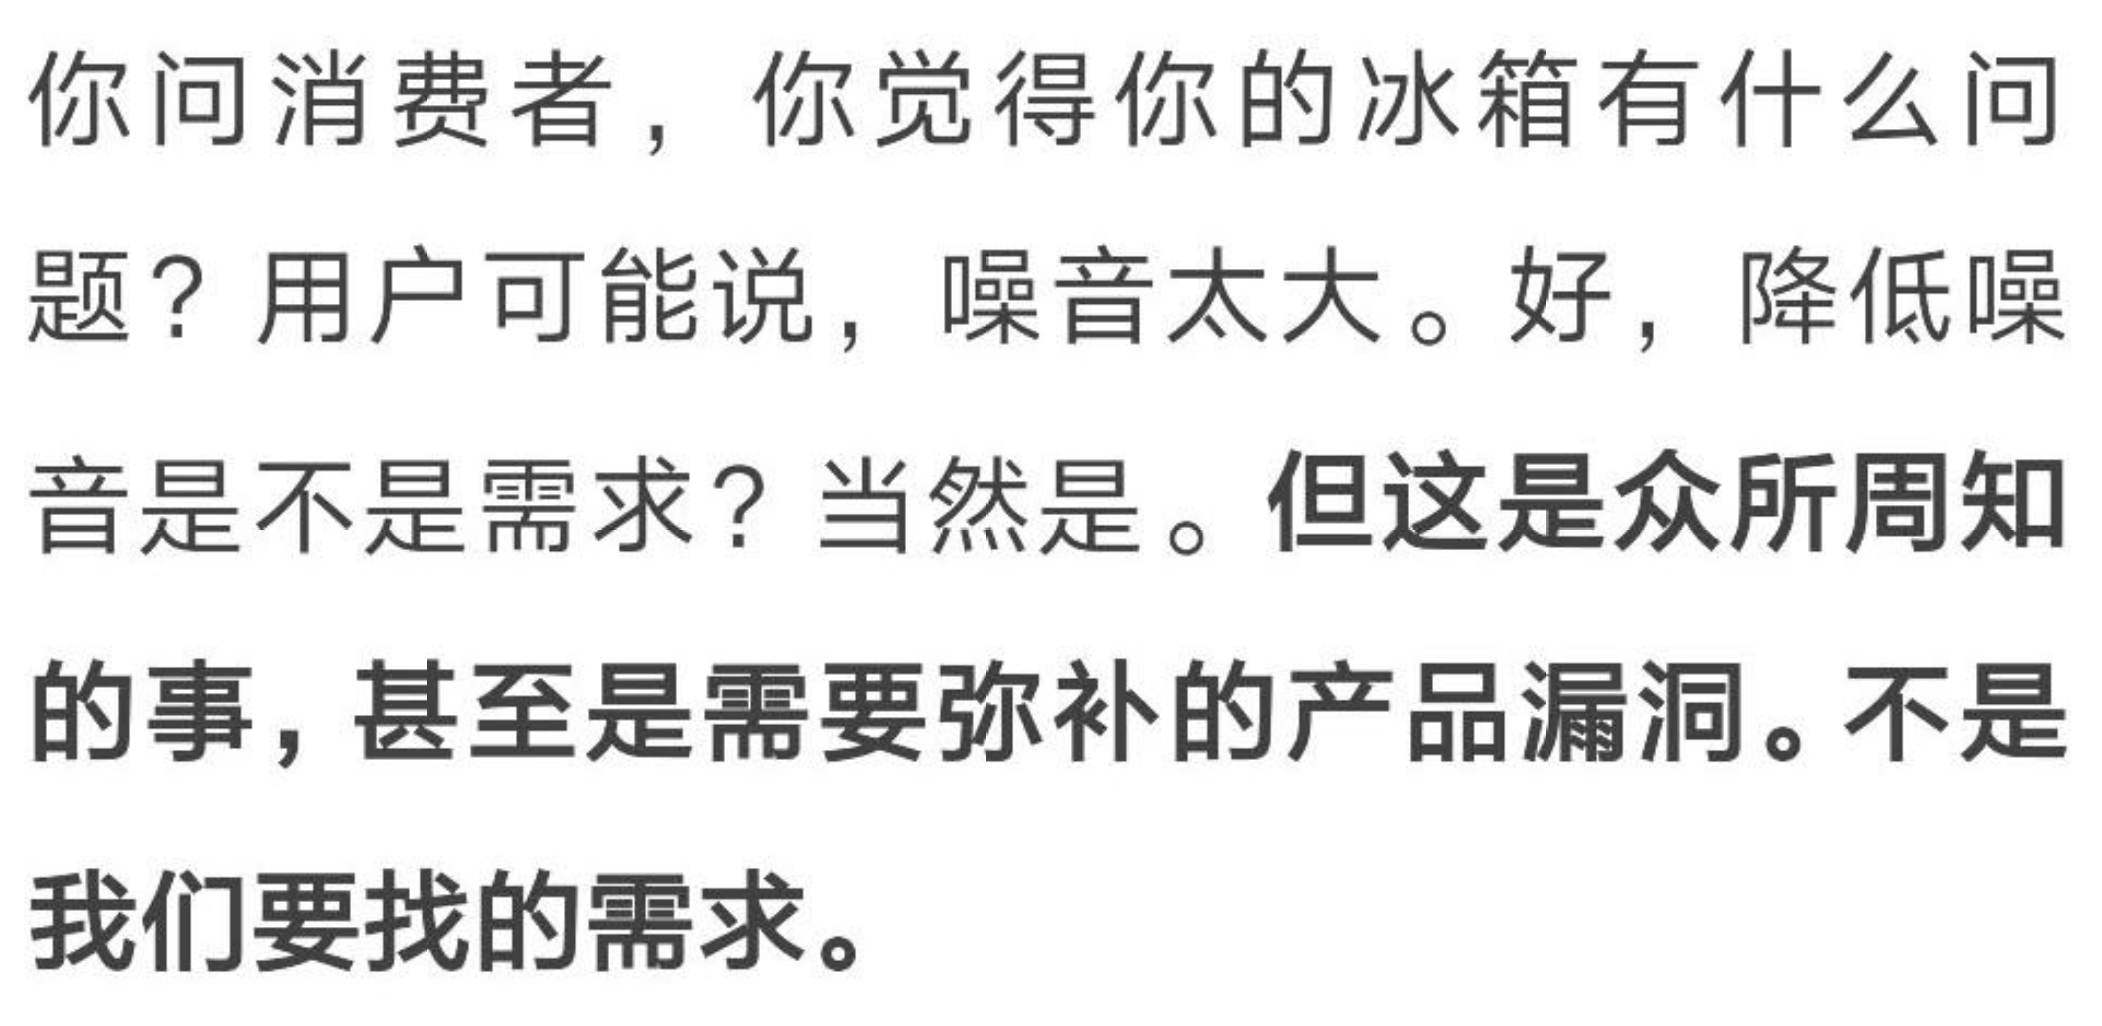 你问消费者，你觉得你的冰箱有什么问
题？用户可能说，噪音太大。好，降低噪
音是不是需求？当然是。但这是众所周知
的事，甚至是需要弥补的产品漏洞。不是
我们要找的需求。